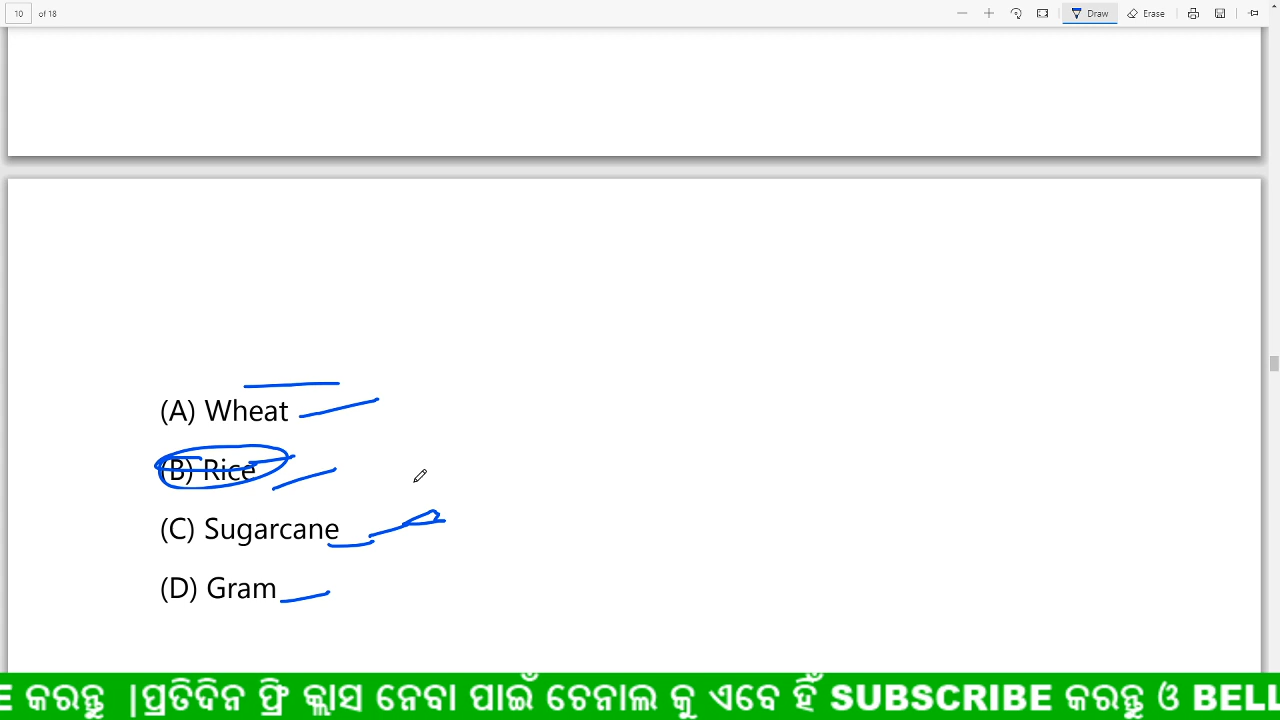 10 of 18
Draw
Erase
(A) Wheat
(B) Rice
(C) Sugarcane
(D) Gram
E କରନ୍ତୁ |ପ୍ରତିଦିନ ଫ୍ରି କ୍ଲାସ ନେବା ପାଇଁ ଚେନାଲ କୁ ଏବେ ହିଁ SUBSCRIBE କରନ୍ତୁ ଓ BELL